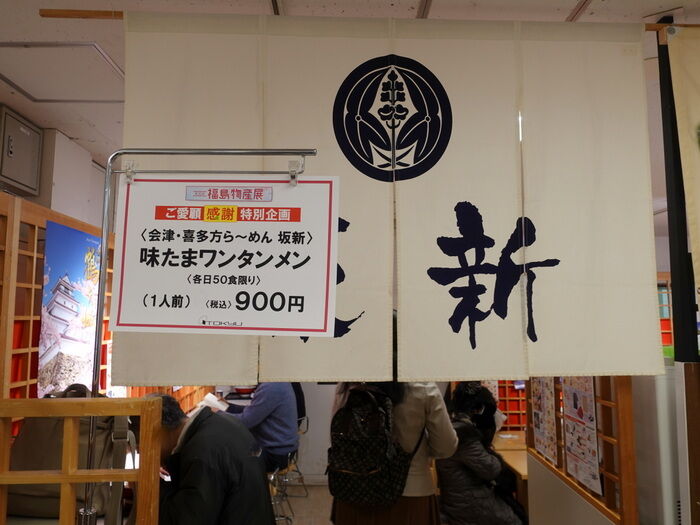 福島物産展
ご愛顧 感謝 特別企画
〈会津・喜多方ら〜めん 坂新〉
味たまワンタンメン
〈各日50食限り〉
(1人前) 〈税込〉900円
TOKYU
新